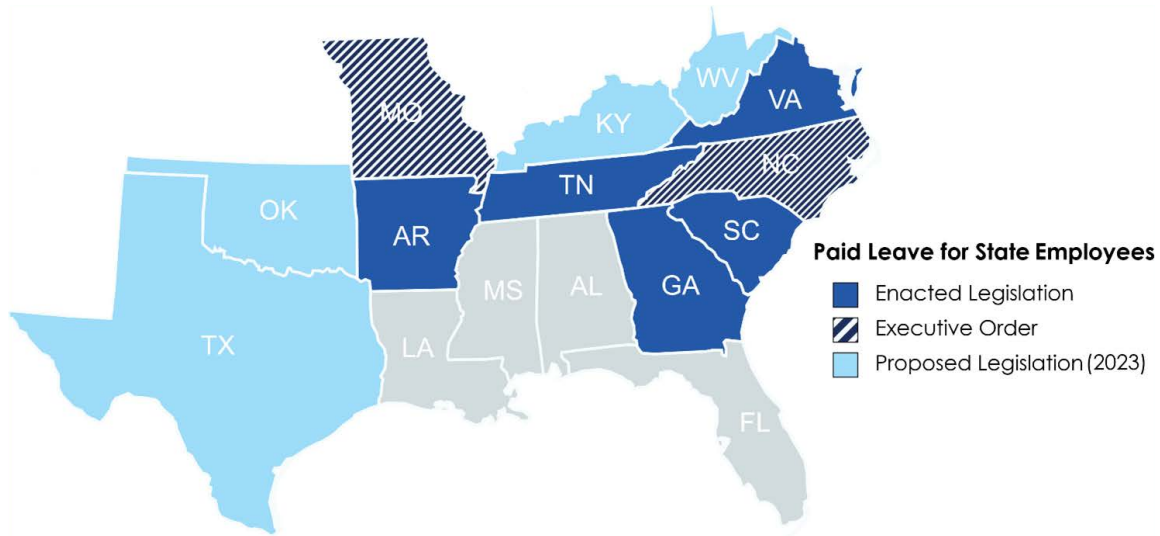 WV
MO
VA
KY
NC
TN
OK
AR
SC
Paid Leave for State Employees
MS
AL
GA
Enacted Legislation
TX
LA
Executive Order
Proposed Legislation (2023)
FL